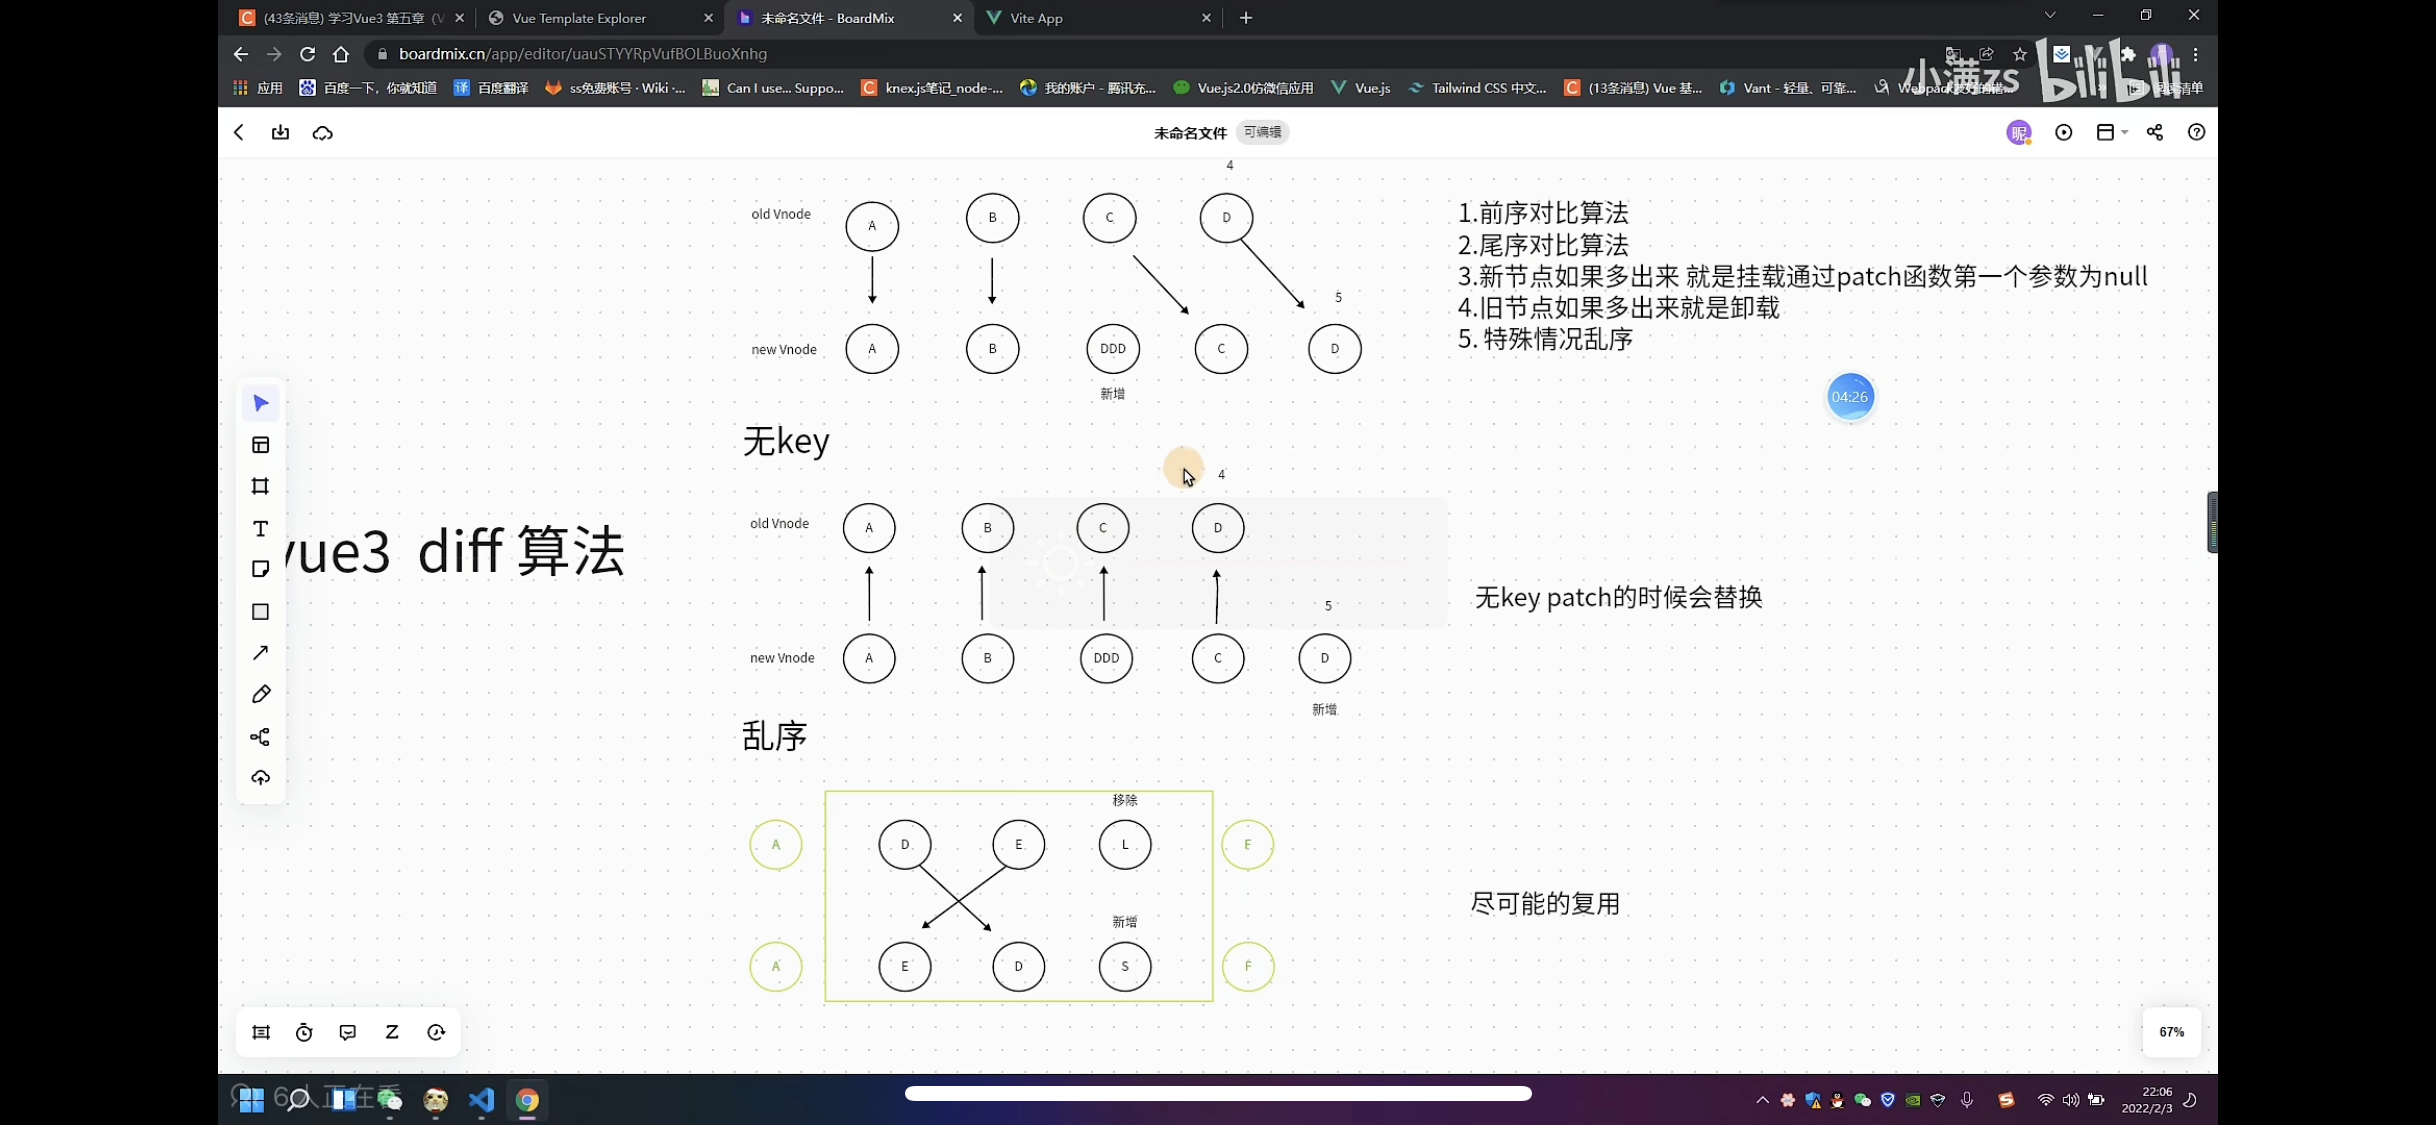 (43条消息) 学习Vue3 第五章 (V
Vue Template Explorer
未命名文件 - BoardMix
Vite App
boardmix.cn/app/editor/uauSTYYRpVufBOLBuoXnhg
小满zs bilibili
应用
百度一下，你就知道
百度翻译
ss免费账号 · Wiki ·...
Can I use... Suppo...
knex.js笔记_node-...
我的账户 - 腾讯充...
Vue.js2.0仿微信应用
Vue.js
Tailwind CSS 中文...
(13条消息) Vue 基...
Vant - 轻量、可靠...
未命名文件
可编辑
昵
4
old Vnode
A
B
C
D
5
new Vnode
A
B
DDD
C
D
新增
1.前序对比算法
2.尾序对比算法
3.新节点如果多出来 就是挂载通过patch函数第一个参数为null
4.旧节点如果多出来就是卸载
5. 特殊情况乱序
04:26
无key
4
old Vnode
A
B
C
D
vue3 diff 算法
5
无key patch的时候会替换
new Vnode
A
B
DDD
C
D
新增
乱序
移除
A
D
E
L
F
尽可能的复用
新增
A
E
D
S
F
67%
6人正在看
22:06
2022/2/3